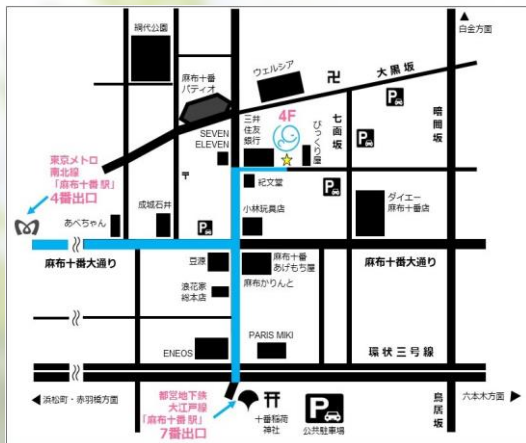 網代公園
白金方面
麻布十番
パティオ
ウェルシア
卍
大黒坂
SEVEN
ELEVEN
三井
住友
銀行
4F
びっくり屋
七面坂
P
暗闇坂
P
東京メトロ
南北線
「麻布十番駅」
4番出口
〒
紀文堂
P
あべちゃん
成城石井
P
小林玩具店
ダイエー
麻布十番店
麻布十番大通り
麻布十番大通り
豆源
麻布十番
あげもち屋
浪花家
総本店
麻布かりんと
ENEOS
PARIS MIKI
環状三号線
浜松町・赤羽橋方面
都営地下鉄
大江戸線
「麻布十番駅」
7番出口
十番稲荷
神社
P
公共駐車場
鳥居坂
六本木方面